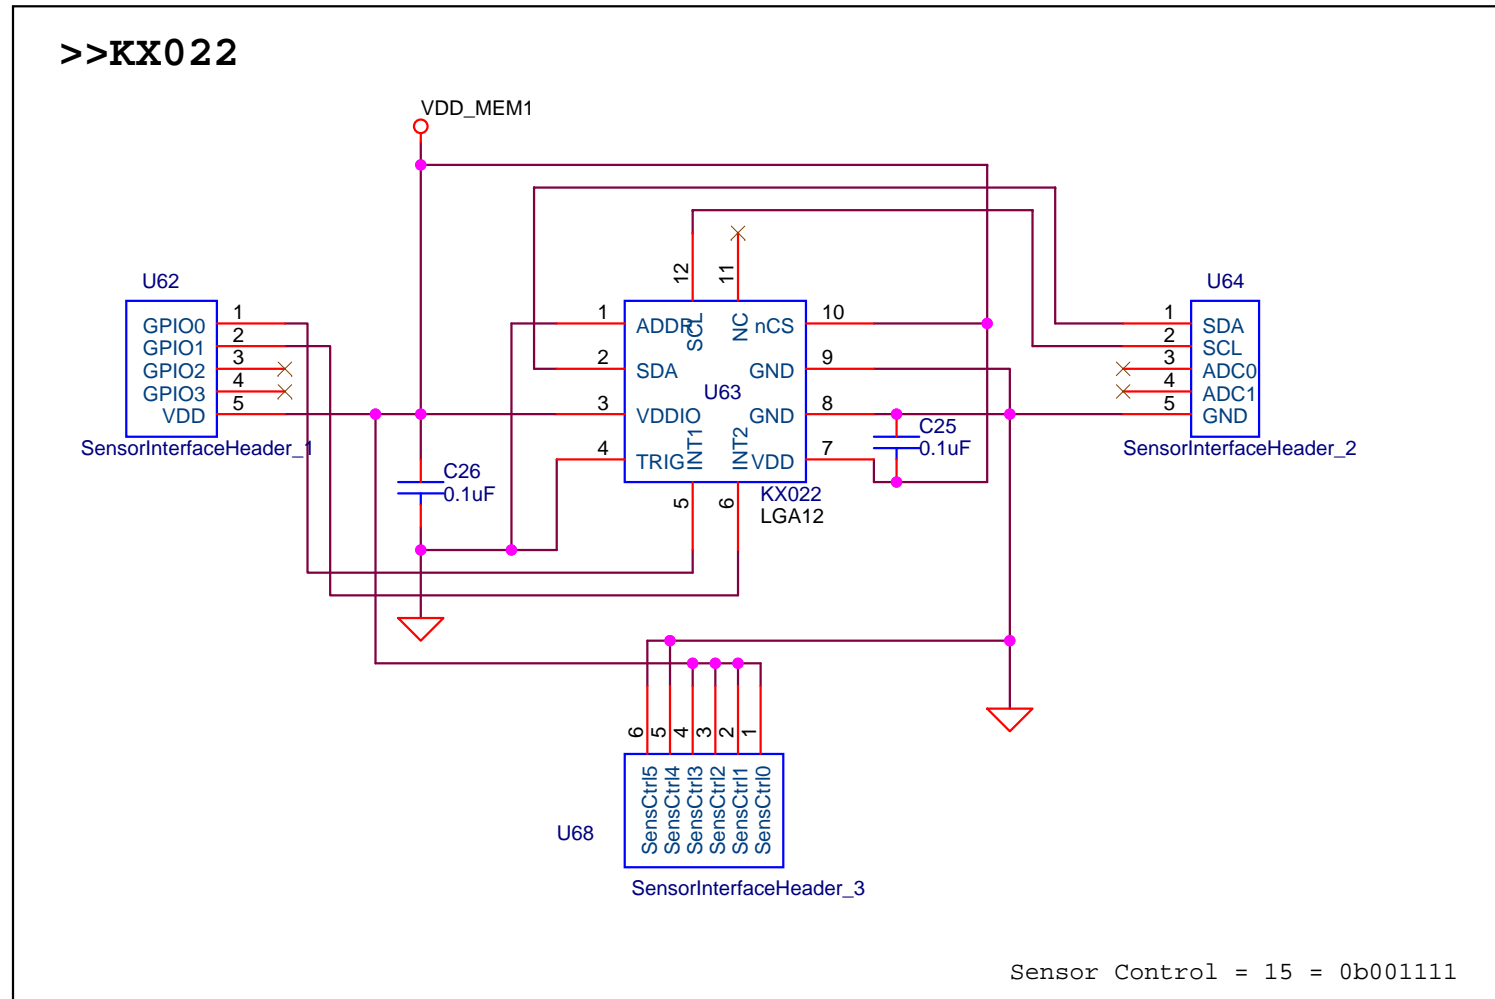 >>KX022
VDD_MEM1
U62
1
GPIO0
2
GPIO1
3
GPIO2
4
GPIO3
5
VDD
SensorInterfaceHeader_1
C26
0.1uF
12
11
SCL
NC
1
ADDR
2
SDA
3
VDDIO
4
TRIG
10
nCS
9
GND
8
GND
7
VDD
U63
INT1
INT2
5
6
KX022
LGA12
C25
0.1uF
U64
1
SDA
2
SCL
3
ADC0
4
ADC1
5
GND
SensorInterfaceHeader_2
6
5
4
3
2
1
SensCtrl5
SensCtrl4
SensCtrl3
SensCtrl2
SensCtrl1
SensCtrl0
U68
SensorInterfaceHeader_3
Sensor Control = 15 = 0b001111